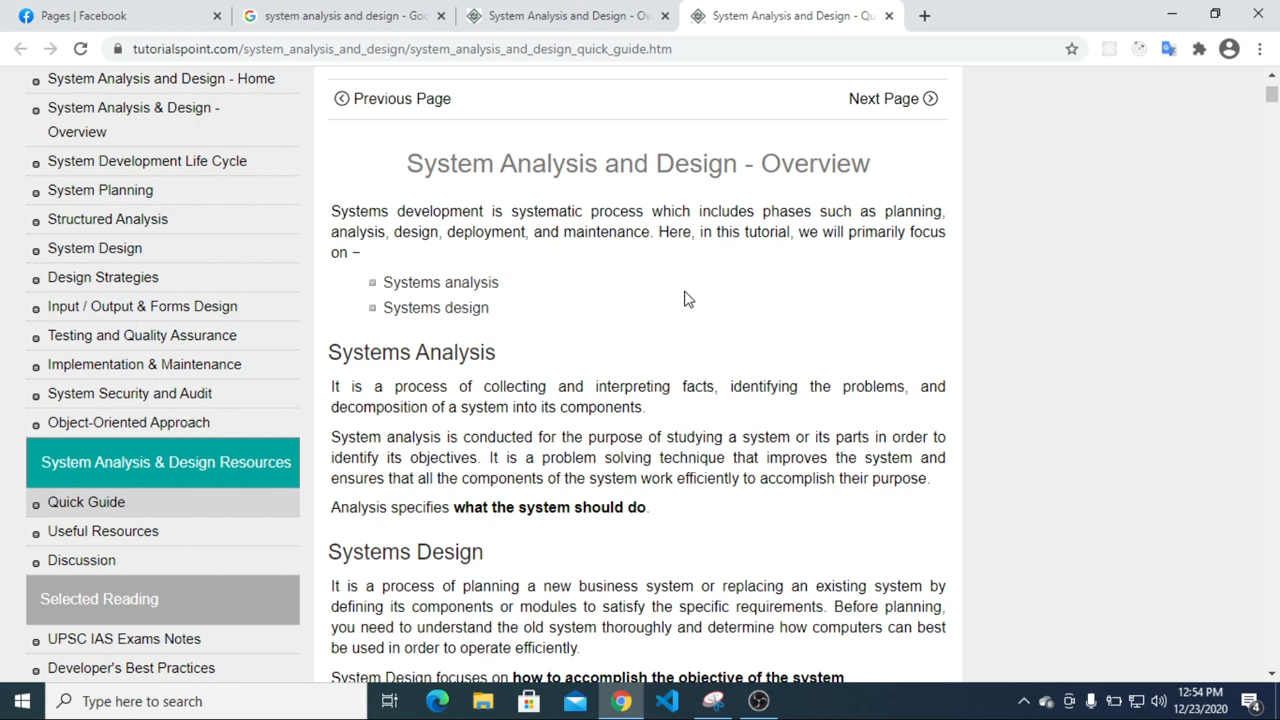 Pages | Facebook
system analysis and design - Goo
System Analysis and Design - Ove
System Analysis and Design - Qu
tutorialspoint.com/system_analysis_and_design/system_analysis_and_design_quick_guide.htm
System Analysis and Design - Home
System Analysis & Design -
Overview
System Development Life Cycle
System Planning
Structured Analysis
System Design
Design Strategies
Input / Output & Forms Design
Testing and Quality Assurance
Implementation & Maintenance
System Security and Audit
Object-Oriented Approach
System Analysis & Design Resources
Quick Guide
Useful Resources
Discussion
Selected Reading
UPSC IAS Exams Notes
Developer's Best Practices
Previous Page
Next Page
System Analysis and Design - Overview
Systems development is systematic process which includes phases such as planning,
analysis, design, deployment, and maintenance. Here, in this tutorial, we will primarily focus
on −
Systems analysis
Systems design
Systems Analysis
It is a process of collecting and interpreting facts, identifying the problems, and
decomposition of a system into its components.
System analysis is conducted for the purpose of studying a system or its parts in order to
identify its objectives. It is a problem solving technique that improves the system and
ensures that all the components of the system work efficiently to accomplish their purpose.
Analysis specifies what the system should do.
Systems Design
It is a process of planning a new business system or replacing an existing system by
defining its components or modules to satisfy the specific requirements. Before planning,
you need to understand the old system thoroughly and determine how computers can best
be used in order to operate efficiently.
System Design focuses on how to accomplish the objective of the system
Type here to search
12:54 PM
12/23/2020
4